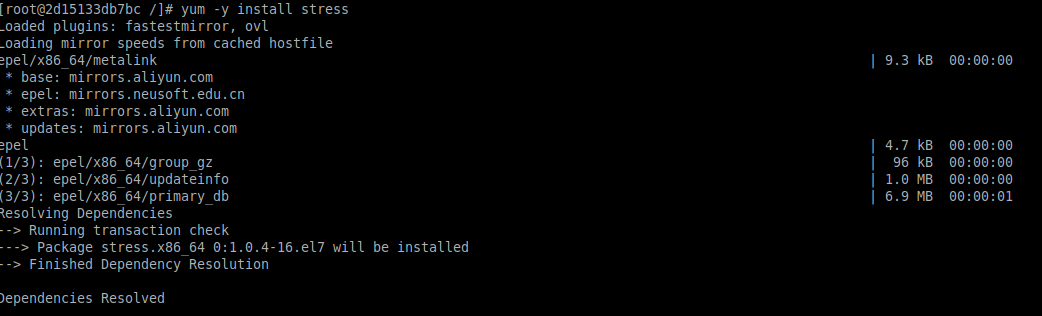 [root@2d15133db7bc /]# yum -y install stress
Loaded plugins: fastestmirror, ovl
Loading mirror speeds from cached hostfile
epel/x86_64/metalink | 9.3 kB 00:00:00
* base: mirrors.aliyun.com
* epel: mirrors.neusoft.edu.cn
* extras: mirrors.aliyun.com
* updates: mirrors.aliyun.com
epel | 4.7 kB 00:00:00
(1/3): epel/x86_64/group_gz | 96 kB 00:00:00
(2/3): epel/x86_64/updateinfo | 1.0 MB 00:00:00
(3/3): epel/x86_64/primary_db | 6.9 MB 00:00:01
Resolving Dependencies
--> Running transaction check
---> Package stress.x86_64 0:1.0.4-16.el7 will be installed
--> Finished Dependency Resolution
Dependencies Resolved